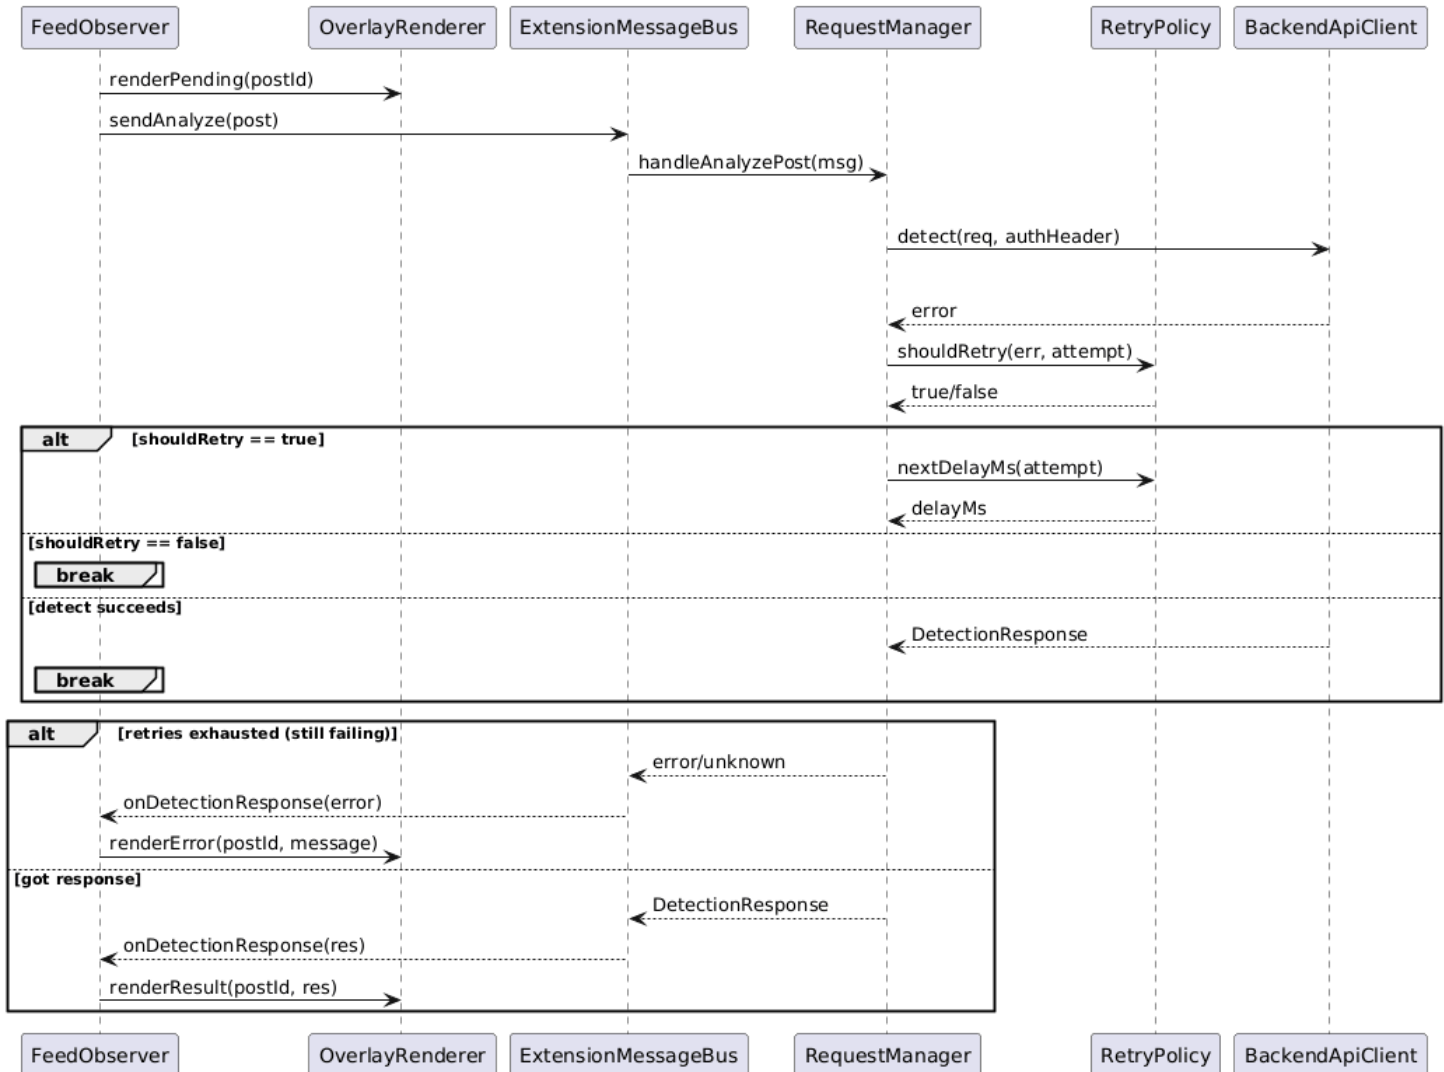 FeedObserver OverlayRenderer ExtensionMessageBus RequestManager RetryPolicy BackendApiClient
renderPending(postId)
sendAnalyze(post)
handleAnalyzePost(msg)
detect(req, authHeader)
error
shouldRetry(err, attempt)
true/false
alt [shouldRetry == true]
nextDelayMs(attempt)
delayMs
[shouldRetry == false]
break
[detect succeeds]
DetectionResponse
break
alt [retries exhausted (still failing)]
error/unknown
onDetectionResponse(error)
renderError(postId, message)
[got response]
DetectionResponse
onDetectionResponse(res)
renderResult(postId, res)
FeedObserver OverlayRenderer ExtensionMessageBus RequestManager RetryPolicy BackendApiClient